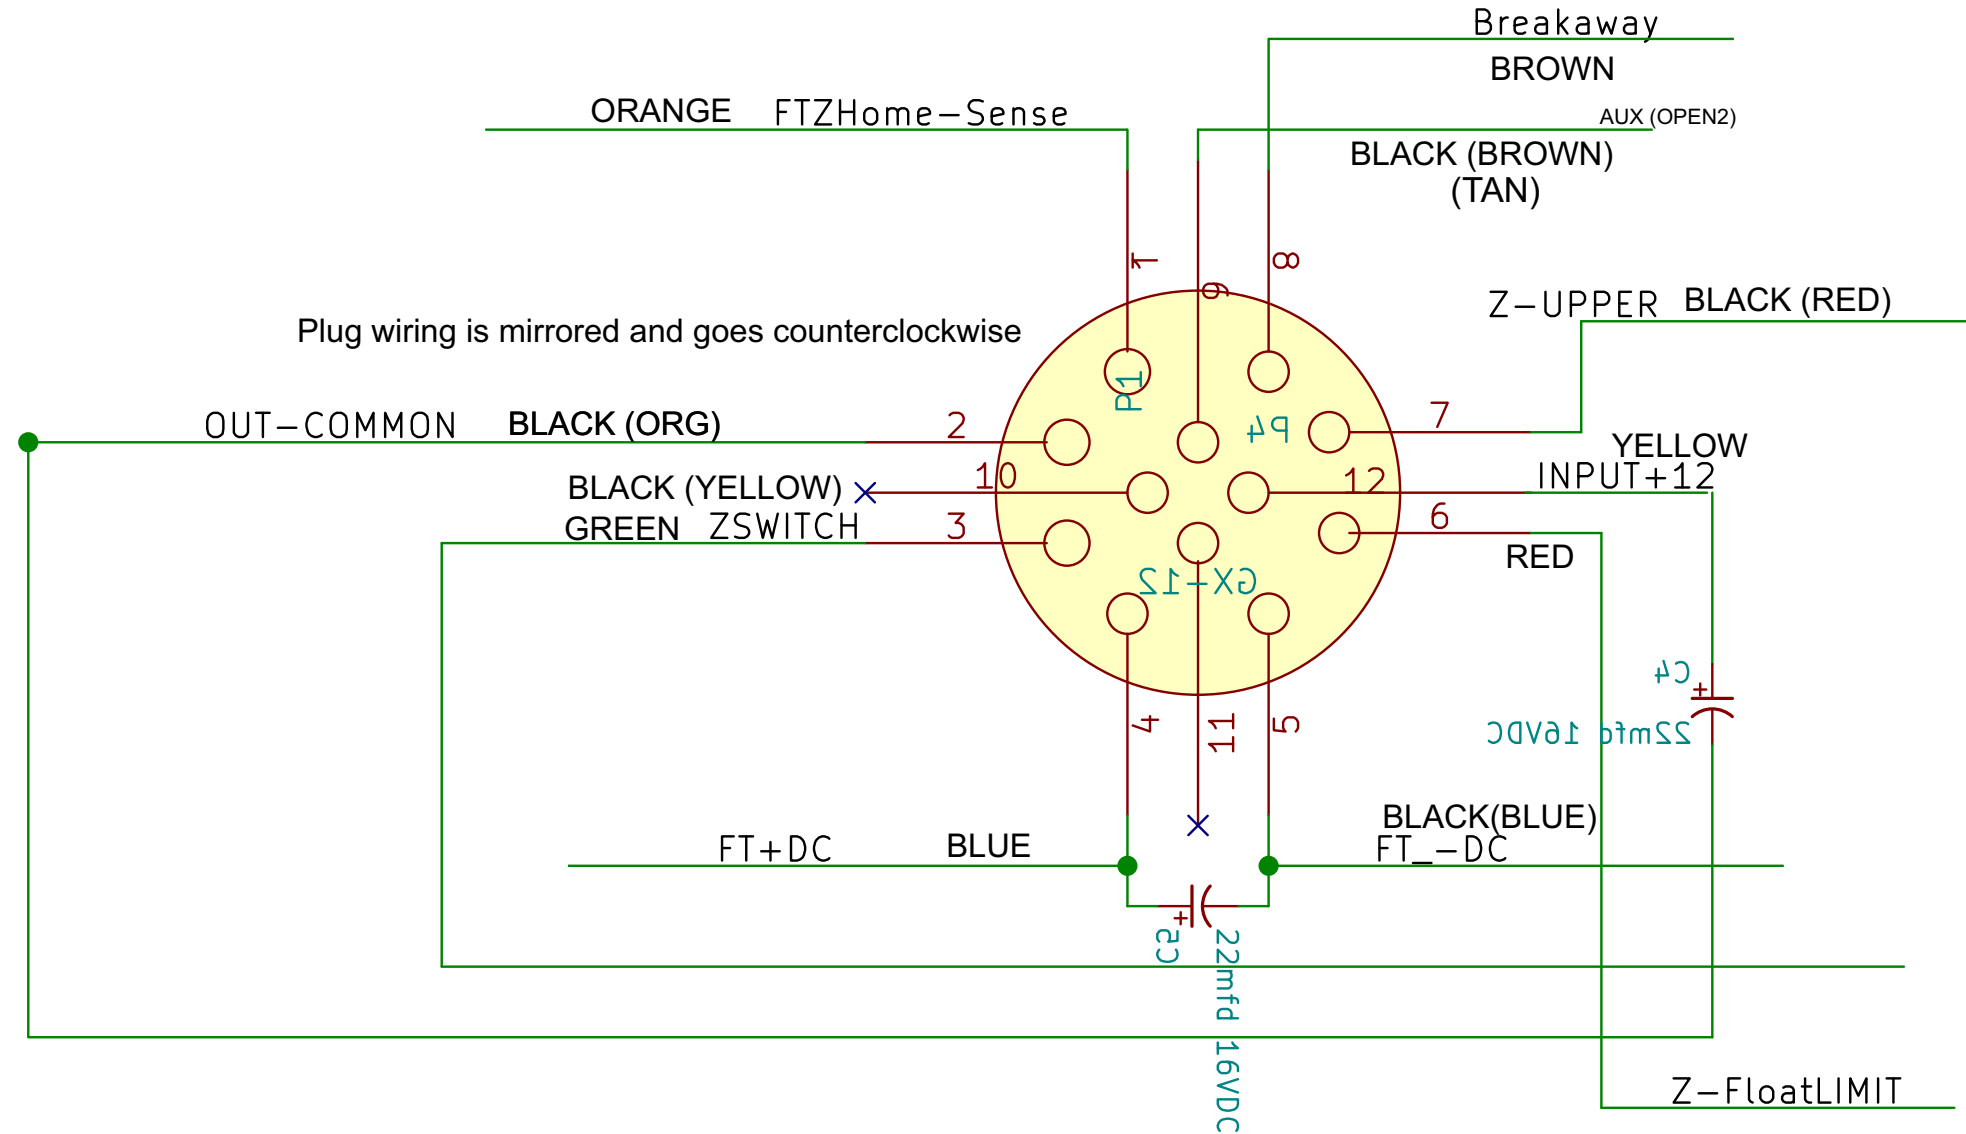 Breakaway
BROWN
ORANGE FTZHome-Sense
AUX (OPEN2)
BLACK (BROWN)
(TAN)
1
8
9
Z-UPPER BLACK (RED)
Plug wiring is mirrored and goes counterclockwise
P1
OUT-COMMON BLACK (ORG) 2
P4
7
YELLOW
BLACK (YELLOW) 10
12 INPUT+12
GREEN ZSWITCH 3
6
RED
GX-12
C4
+
4
11
5
22mfd 16VDC
FT+DC BLUE
BLACK(BLUE)
FT_-DC
+
C5
22mfd 16VDC
Z-FloatLIMIT